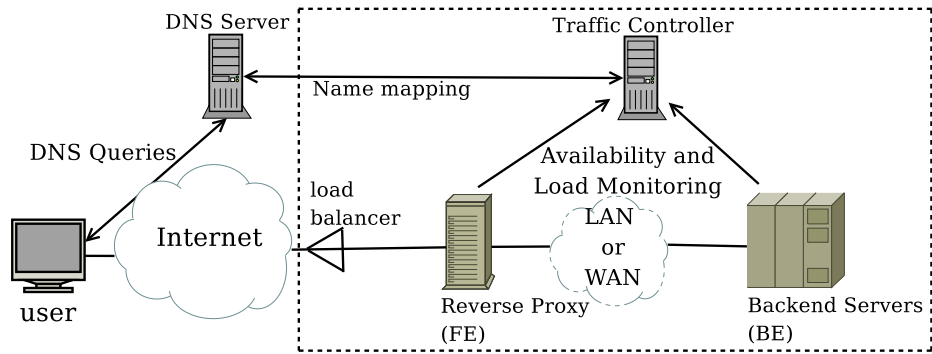 DNS Server
Traffic Controller
Name mapping
DNS Queries
Availability and
Load Monitoring
load
balancer
LAN
or
WAN
Internet
user
Reverse Proxy
(FE)
Backend Servers
(BE)